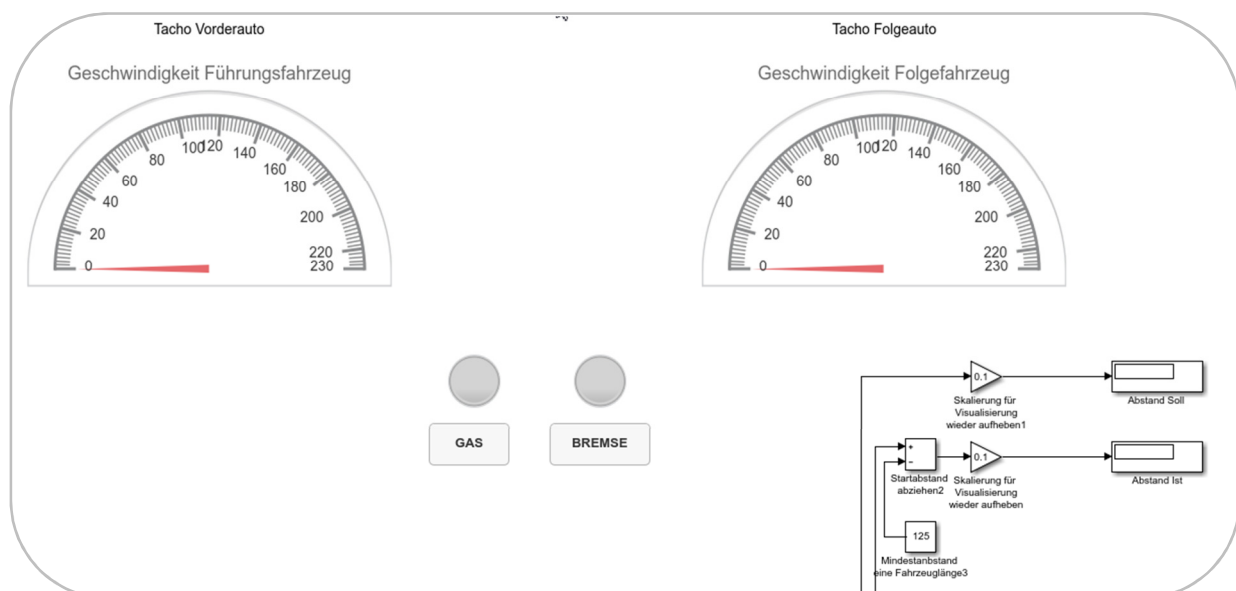 Tacho Vorderauto
Geschwindigkeit Führungsfahrzeug
0
20
40
60
80
100
120
140
160
180
200
220
230
Tacho Folgeauto
Geschwindigkeit Folgefahrzeug
0
20
40
60
80
100
120
140
160
180
200
220
230
GAS
BREMSE
0.1
Skalierung für
Visualisierung
wieder aufheben1
Abstand Soll
+
−
Startabstand
abziehen2
0.1
Skalierung für
Visualisierung
wieder aufheben
Abstand Ist
125
Mindestanbstand
eine Fahrzeuglänge3